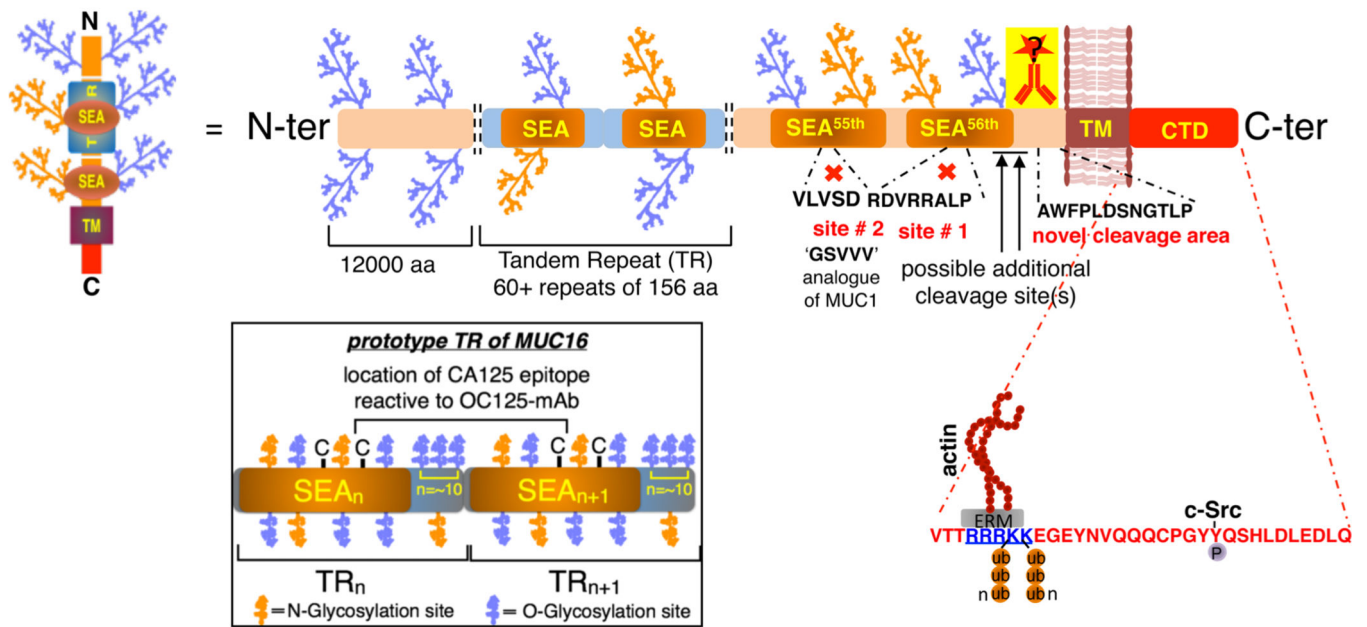 N
R
SEA
T
SEA
TM
C
=
N-ter
SEA
SEA
SEA55th
SEA56th
?
TM
CTD
C-ter
VLVSD
RDVRRALP
AWFPLDSNGTLP
site # 2
site # 1
novel cleavage area
'GSVVV'
analogue
of MUC1
possible additional
cleavage site(s)
12000 aa
Tandem Repeat (TR)
60+ repeats of 156 aa
prototype TR of MUC16
location of CA125 epitope
reactive to OC125-mAb
C C
C C
SEAn
n=~10
SEAn+1
n=~10
TRn
TRn+1
= N-Glycosylation site
= O-Glycosylation site
actin
ERM
c-Src
VTTRRRKKEGEYNVQQQCPGYYQSHLDLEDLQ
P
ub ub
ub ub
n ub ub n